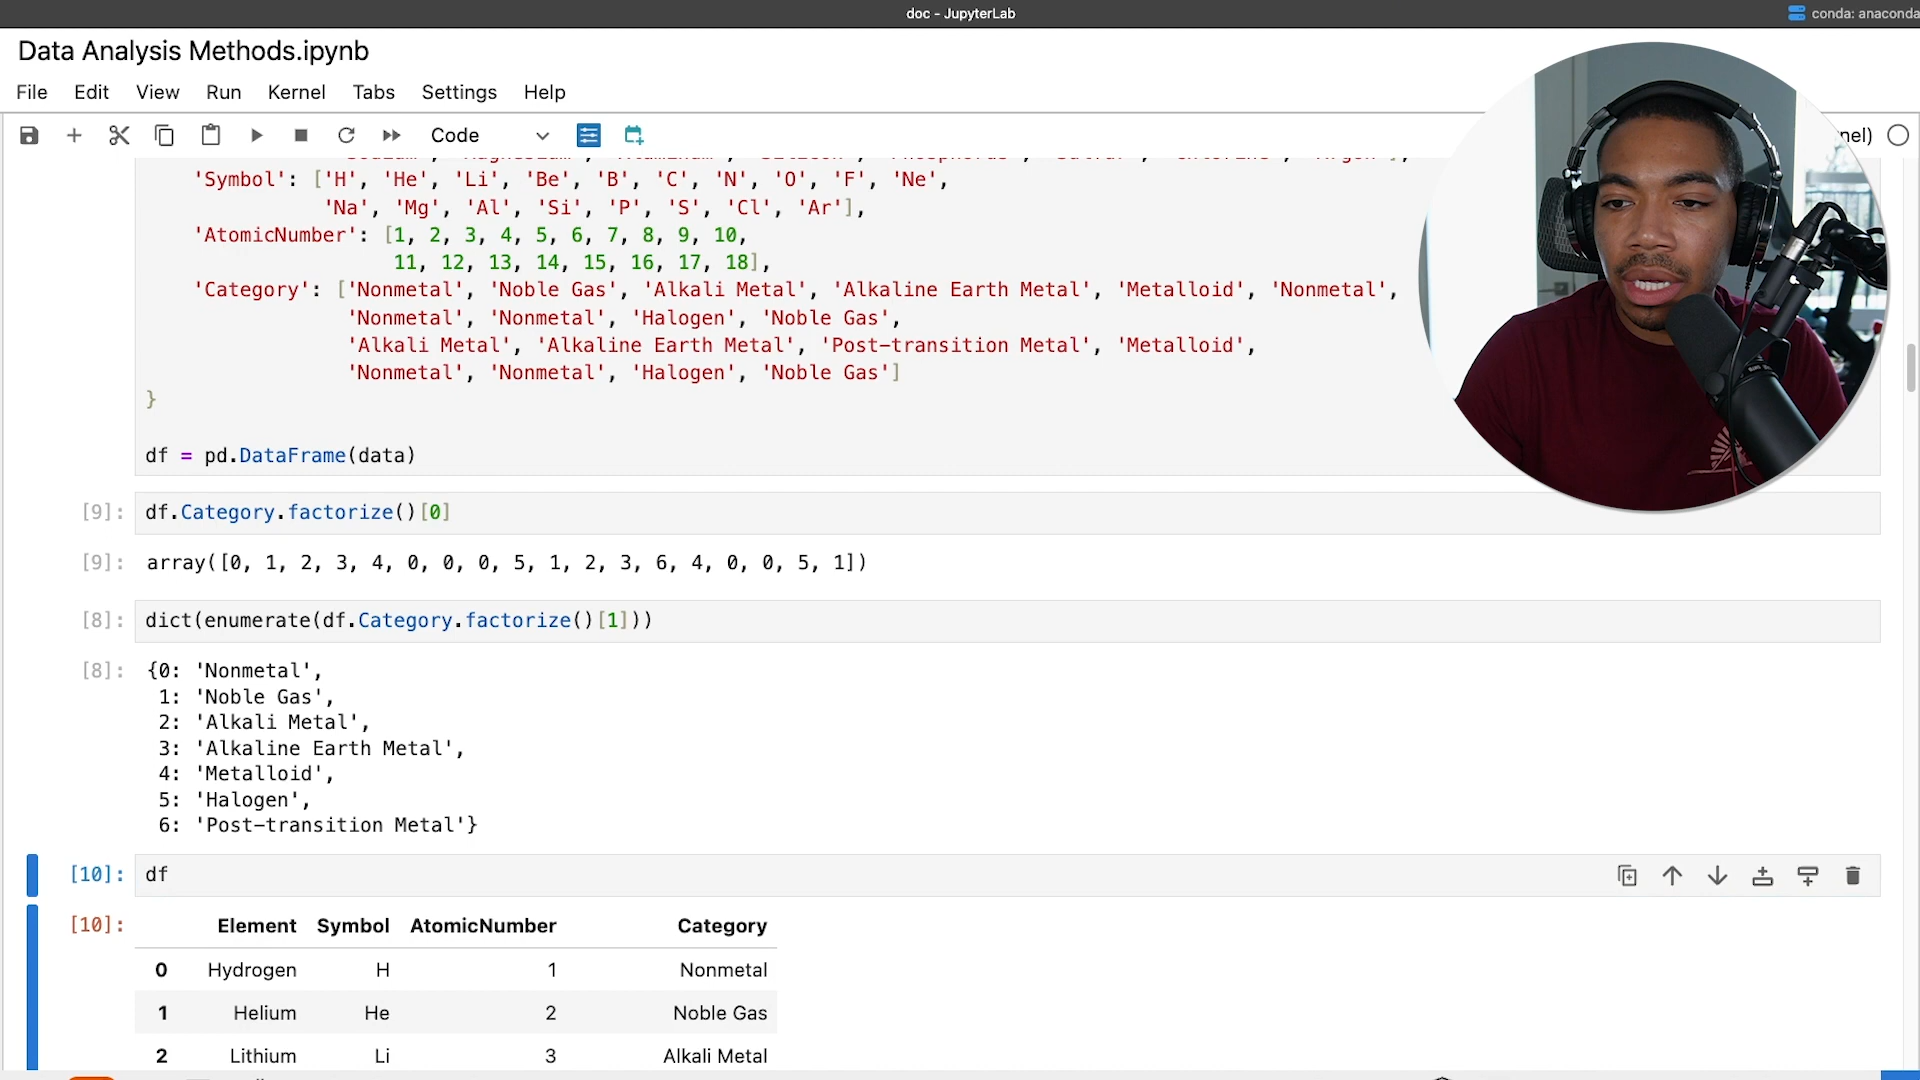 doc - JupyterLab
conda: anaconda
Data Analysis Methods.ipynb
File Edit View Run Kernel Tabs Settings Help
Code
nel)
'Symbol': ['H', 'He', 'Li', 'Be', 'B', 'C', 'N', 'O', 'F', 'Ne',
'Na', 'Mg', 'Al', 'Si', 'P', 'S', 'Cl', 'Ar'],
'AtomicNumber': [1, 2, 3, 4, 5, 6, 7, 8, 9, 10,
11, 12, 13, 14, 15, 16, 17, 18],
'Category': ['Nonmetal', 'Noble Gas', 'Alkali Metal', 'Alkaline Earth Metal', 'Metalloid', 'Nonmetal',
'Nonmetal', 'Nonmetal', 'Halogen', 'Noble Gas',
'Alkali Metal', 'Alkaline Earth Metal', 'Post-transition Metal', 'Metalloid',
'Nonmetal', 'Nonmetal', 'Halogen', 'Noble Gas']
}
df = pd.DataFrame(data)
[9]: df.Category.factorize()[0]
[9]: array([0, 1, 2, 3, 4, 0, 0, 0, 5, 1, 2, 3, 6, 4, 0, 0, 5, 1])
[8]: dict(enumerate(df.Category.factorize()[1]))
[8]: {0: 'Nonmetal',
1: 'Noble Gas',
2: 'Alkali Metal',
3: 'Alkaline Earth Metal',
4: 'Metalloid',
5: 'Halogen',
6: 'Post-transition Metal'}
[10]: df
[10]: Element Symbol AtomicNumber Category
0 Hydrogen H 1 Nonmetal
1 Helium He 2 Noble Gas
2 Lithium Li 3 Alkali Metal